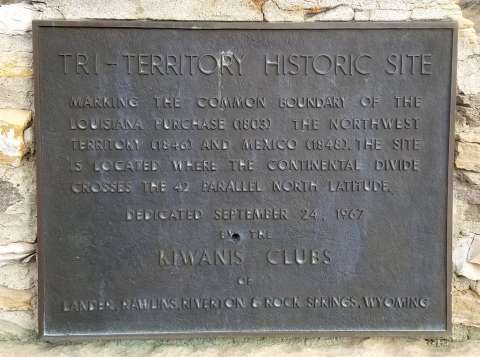 TRI-TERRITORY HISTORIC SITE
MARKING THE COMMON BOUNDARY OF THE
LOUISIANA PURCHASE (1803) THE NORTHWEST
TERRITORY (1846) AND MEXICO (1848). THE SITE
IS LOCATED WHERE THE CONTINENTAL DIVIDE
CROSSES THE 42 PARALLEL NORTH LATITUDE.
DEDICATED SEPTEMBER 24, 1967
BY THE
KIWANIS CLUBS
OF
LANDER, RAWLINS, RIVERTON & ROCK SPRINGS, WYOMING